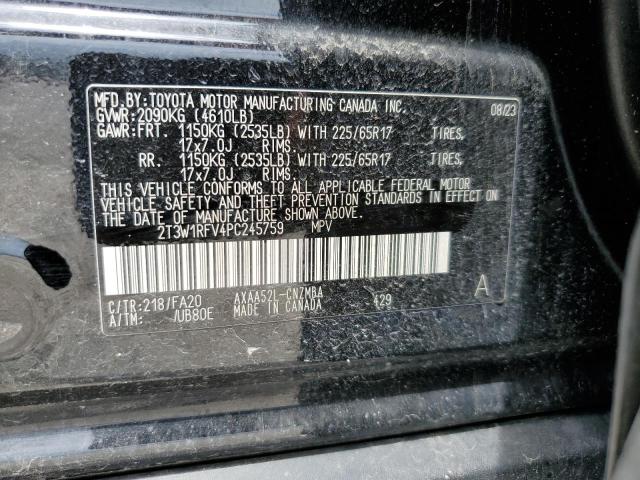 MFD.BY:TOYOTA MOTOR MANUFACTURING CANADA INC. 08/23
GVWR:2090KG (4610LB)
GAWR:FRT. 1150KG (2535LB) WITH 225/65R17 TIRES,
17x7.0J RIMS.
RR. 1150KG (2535LB) WITH 225/65R17 TIRES,
17x7.0J RIMS.
THIS VEHICLE CONFORMS TO ALL APPLICABLE FEDERAL MOTOR
VEHICLE SAFETY AND THEFT PREVENTION STANDARDS IN EFFECT ON
THE DATE OF MANUFACTURE SHOWN ABOVE.
2T3W1RFV4PC245759 MPV
C/TR:218/FA20 AXAA52L-CNZMBA 429 A
A/TM: /UB80E MADE IN CANADA